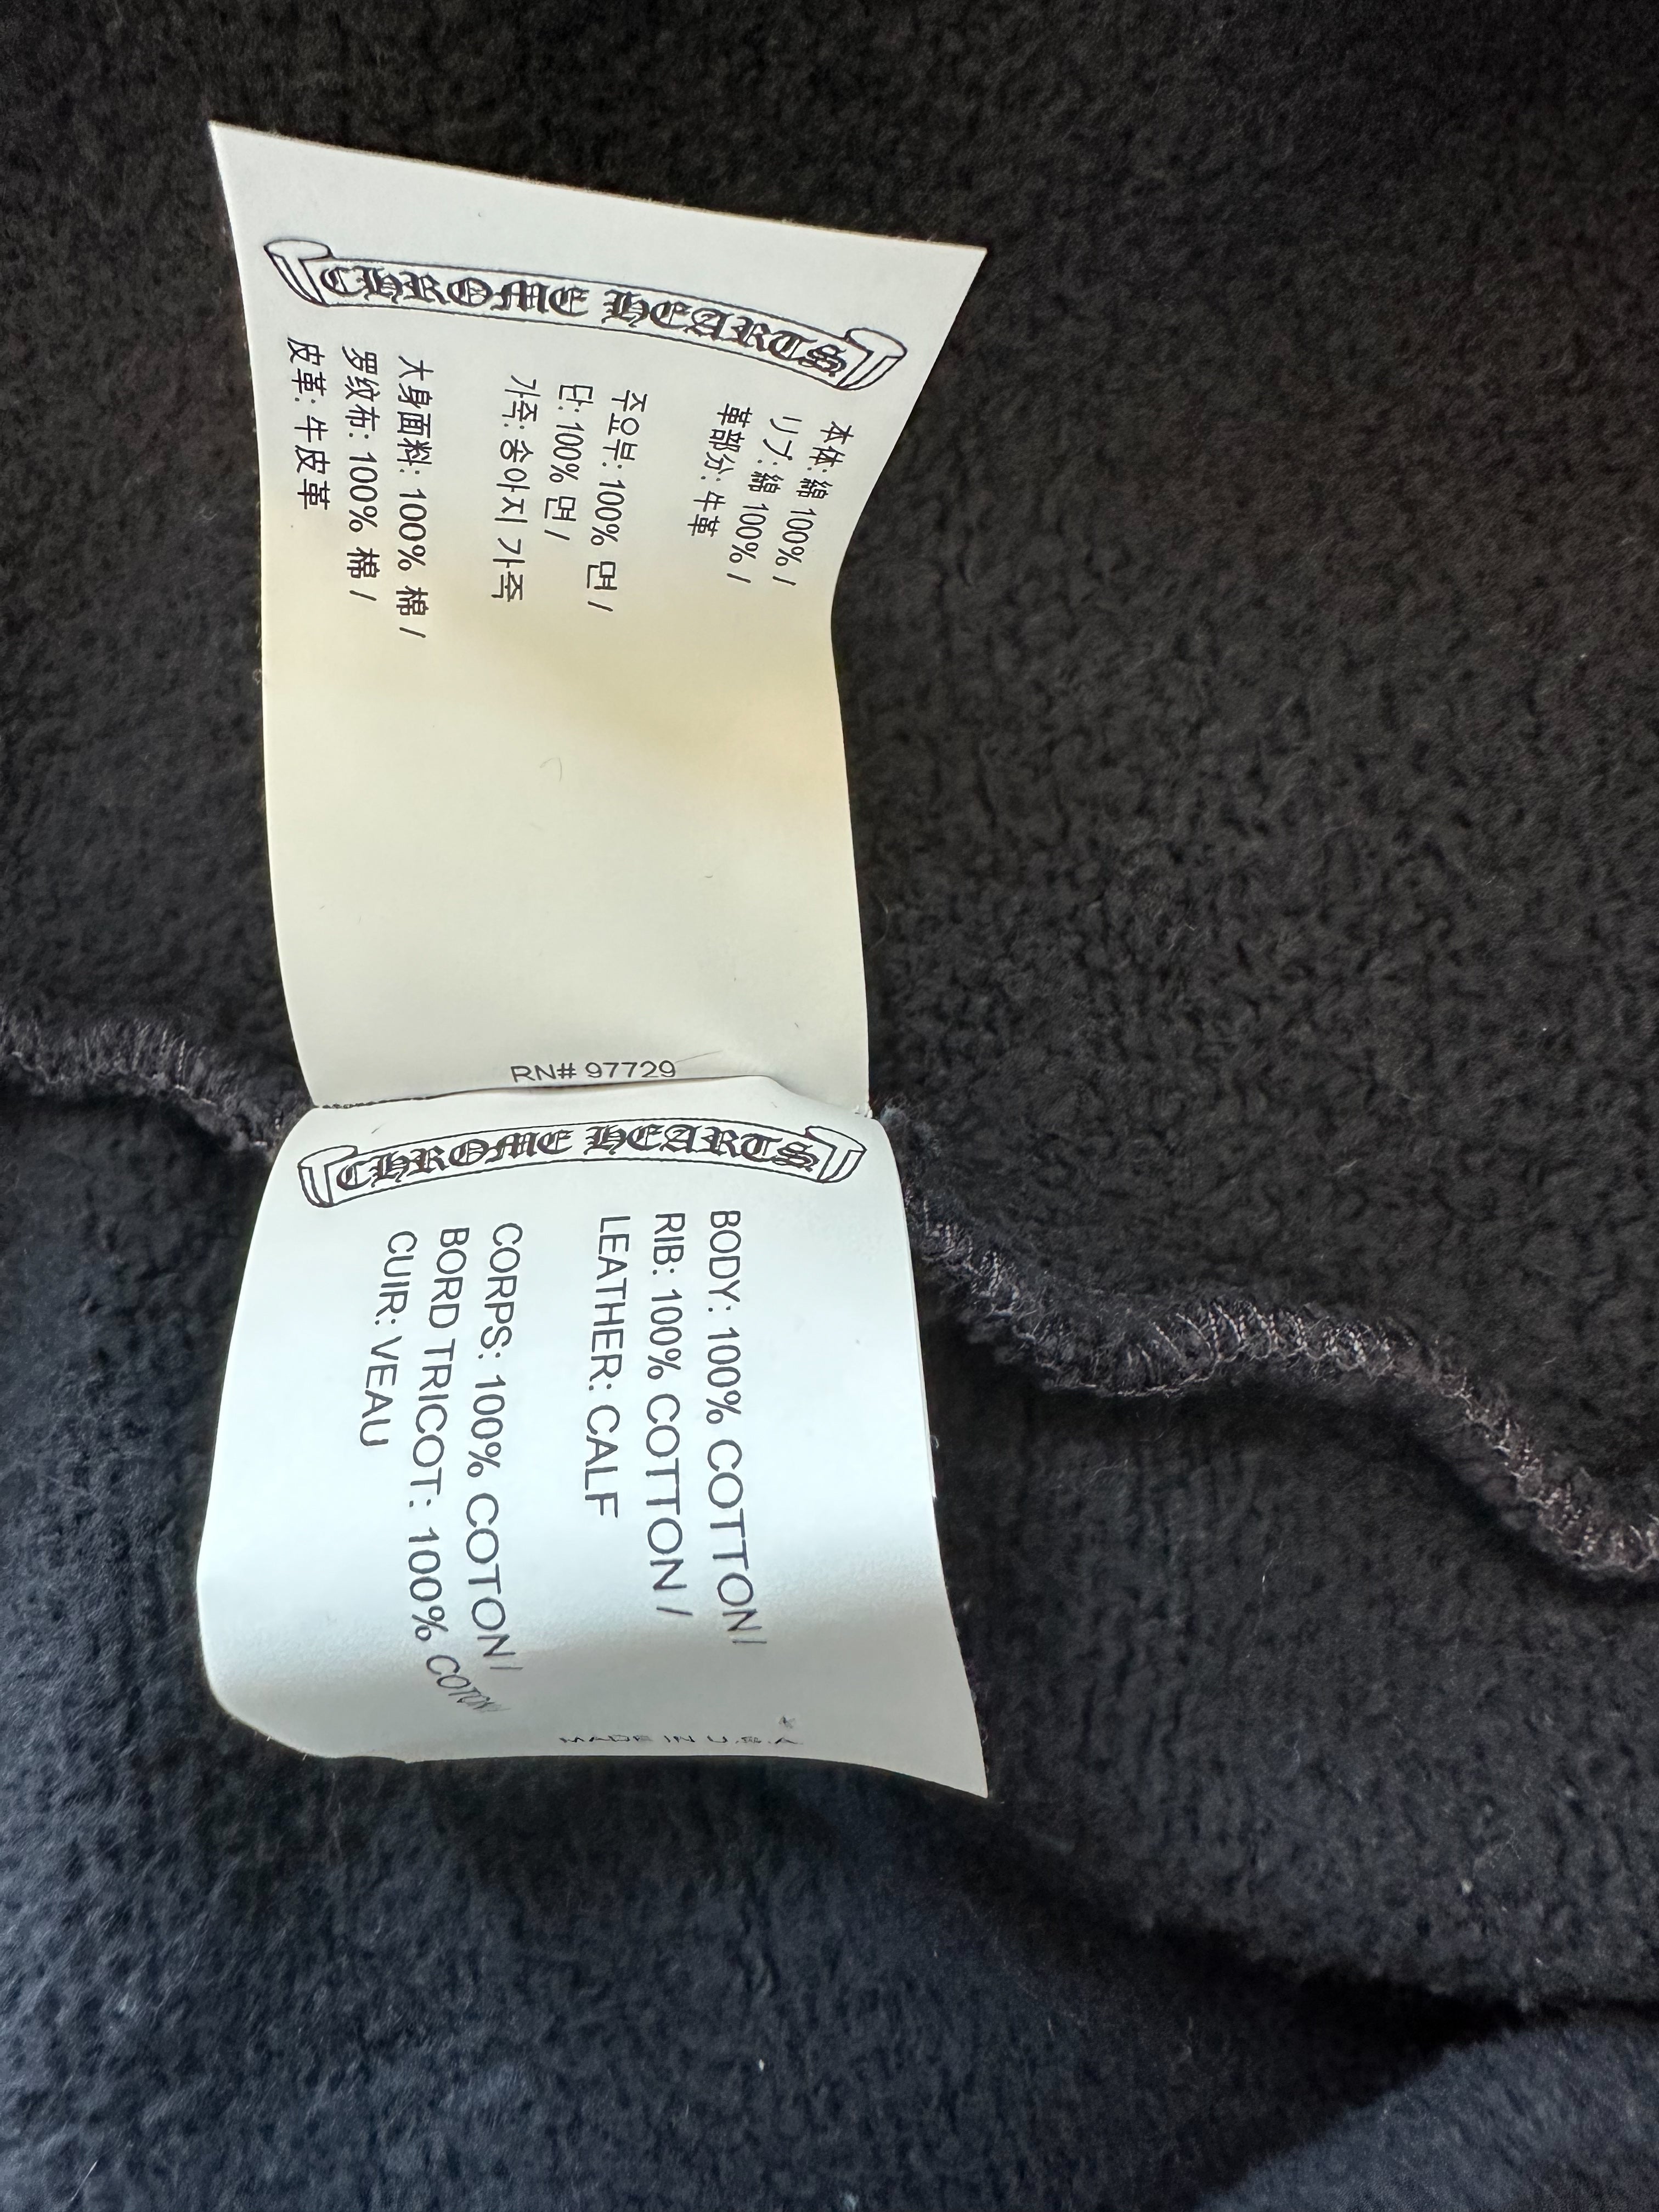 CHROME HEARTS
本体: 綿 100% /
リブ: 綿 100% /
革部分: 牛革
주요부: 100% 면 /
단: 100% 면 /
가죽: 송아지 가죽
大身面料: 100% 棉 /
罗纹布: 100% 棉 /
皮革: 牛皮革
RN# 97729
CHROME HEARTS
BODY: 100% COTTON/
RIB: 100% COTTON /
LEATHER: CALF
CORPS: 100% COTON/
BORD TRICOT: 100% COTON/
CUIR: VEAU
MADE IN U.S.A